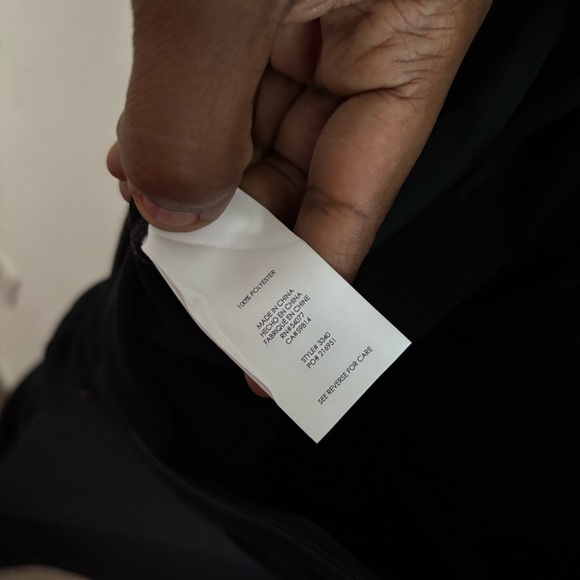 100% POLYESTER
MADE IN CHINA
HECHO EN CHINA
FABRIQUÉ EN CHINE
RN#54077
CA#59814
STYLE# 3340
PO# 216951
SEE REVERSE FOR CARE